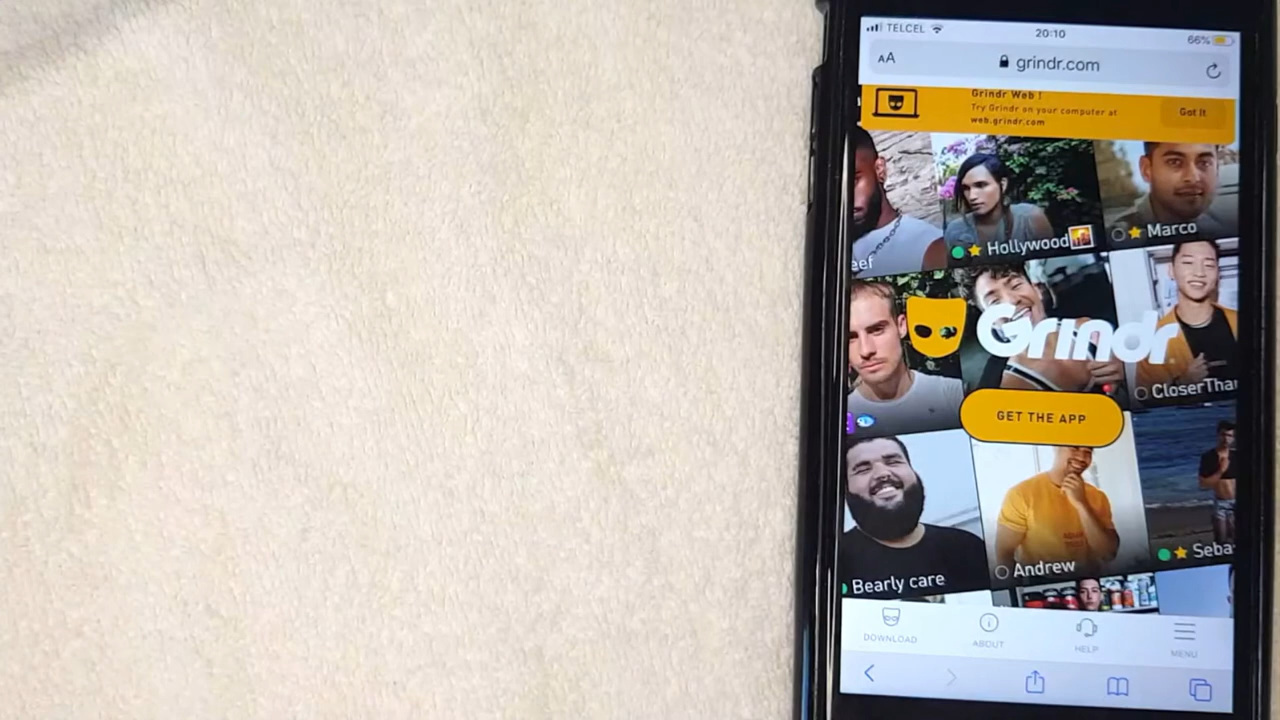 TELCEL
20:10
66%
AA
grindr.com
Grindr Web !
Try Grindr on your computer at
web.grindr.com
Got It
eef
Hollywood
Marco
Grindr
CloserThan
GET THE APP
Bearly care
Andrew
Seba
DOWNLOAD
ABOUT
HELP
MENU